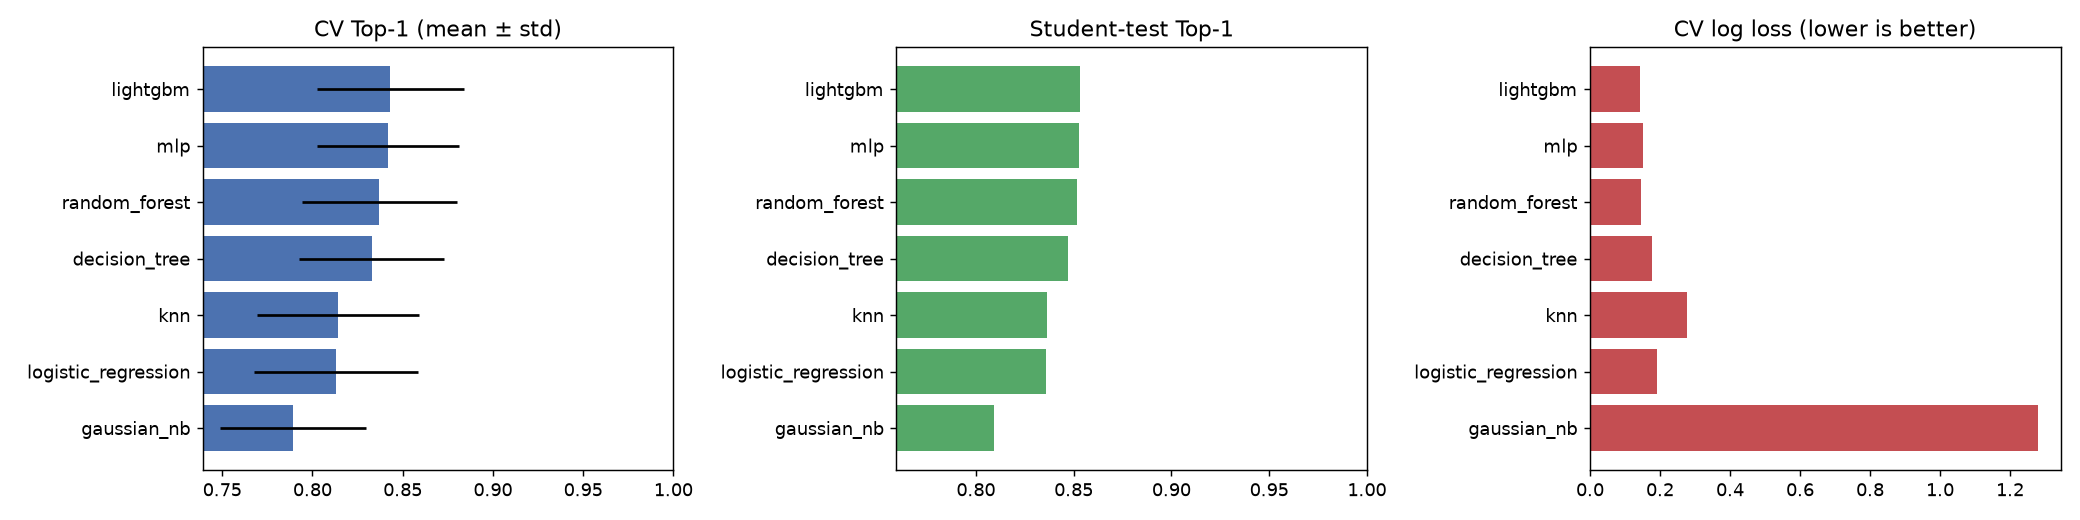 CV Top-1 (mean ± std)
lightgbm
mlp
random_forest
decision_tree
knn
logistic_regression
gaussian_nb
0.75 0.80 0.85 0.90 0.95 1.00
Student-test Top-1
lightgbm
mlp
random_forest
decision_tree
knn
logistic_regression
gaussian_nb
0.80 0.85 0.90 0.95 1.00
CV log loss (lower is better)
lightgbm
mlp
random_forest
decision_tree
knn
logistic_regression
gaussian_nb
0.0 0.2 0.4 0.6 0.8 1.0 1.2